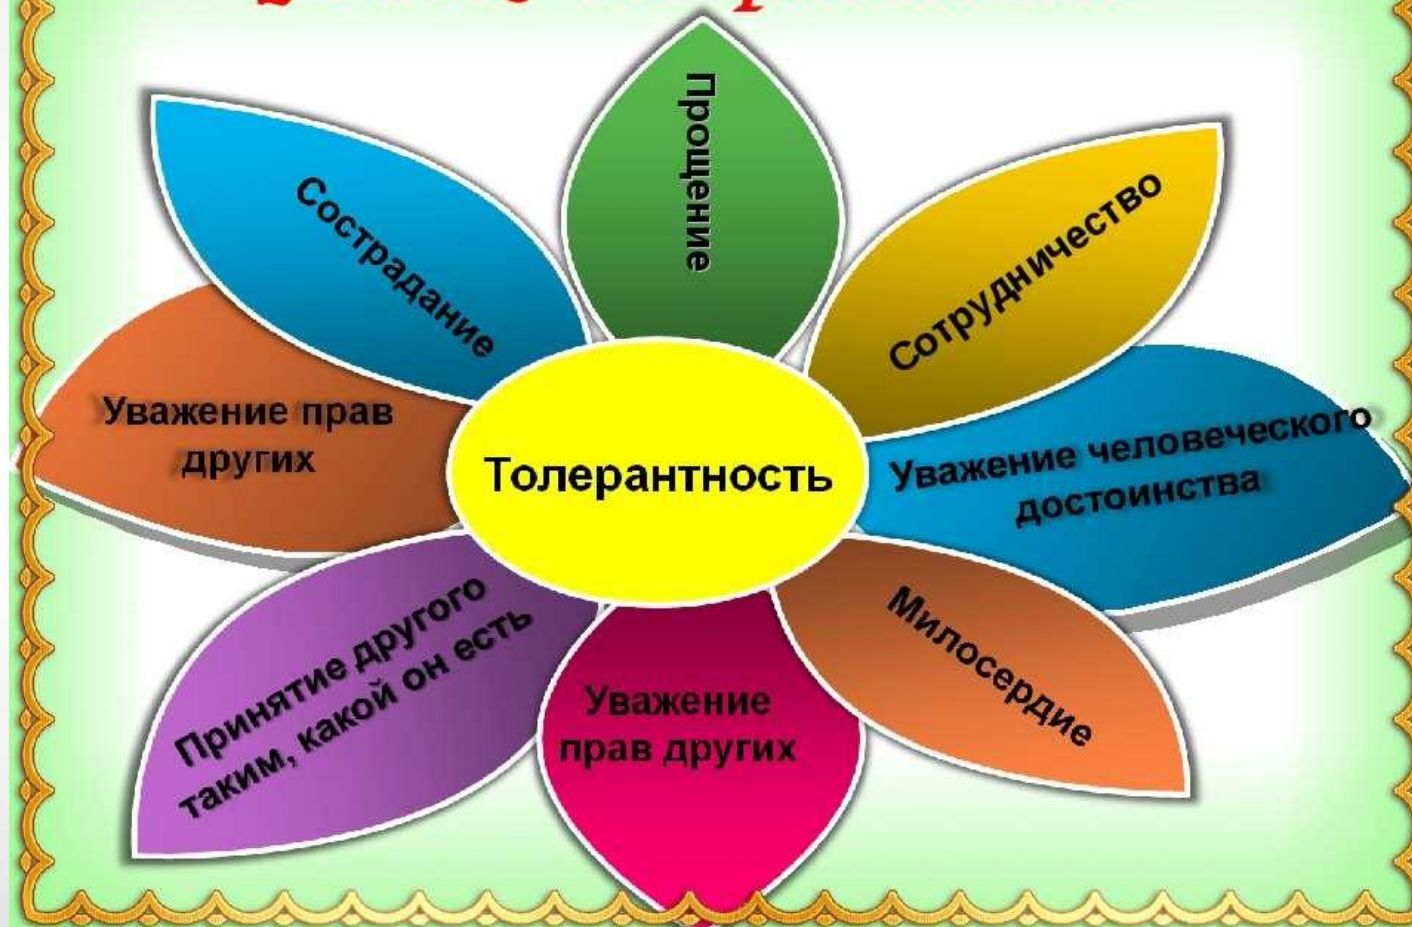 Прощение
Сострадание
Сотрудничество
Уважение прав
других
Толерантность
Уважение человеческого
достоинства
Принятие другого
таким, какой он есть
Милосердие
Уважение
прав других